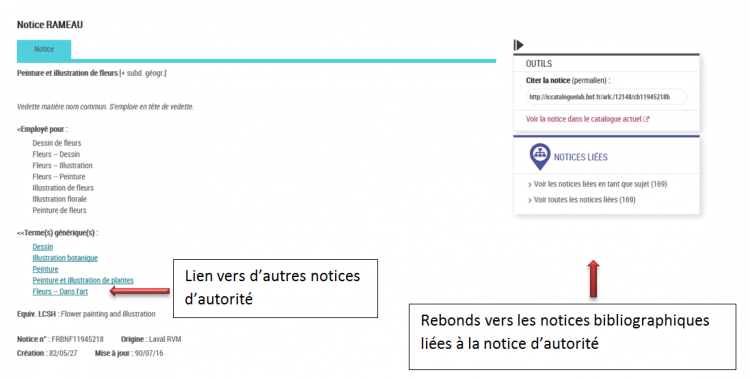 Notice RAMEAU
Notice
Peinture et illustration de fleurs [+ subd. géogr.]
Vedette matière nom commun. S'emploie en tête de vedette.
<Employé pour :
Dessin de fleurs
Fleurs -- Dessin
Fleurs -- Illustration
Fleurs -- Peinture
Illustration de fleurs
Illustration florale
Peinture de fleurs
<<Terme(s) générique(s) :
Dessin
Illustration botanique
Peinture
Peinture et illustration de plantes
Fleurs -- Dans l'art
Equiv. LCSH : Flower painting and illustration
Notice n° : FRBNF11945218 Origine : Laval RVM
Création : 82/05/27 Mise à jour : 90/07/16
Lien vers d'autres notices
d'autorité
OUTILS
Citer la notice (permalien) :
http://iccataloguelab.bnf.fr/ark:/12148/cb11945218b
Voir la notice dans le catalogue actuel
NOTICES LIÉES
> Voir les notices liées en tant que sujet (169)
> Voir toutes les notices liées (169)
Rebonds vers les notices bibliographiques
liées à la notice d'autorité